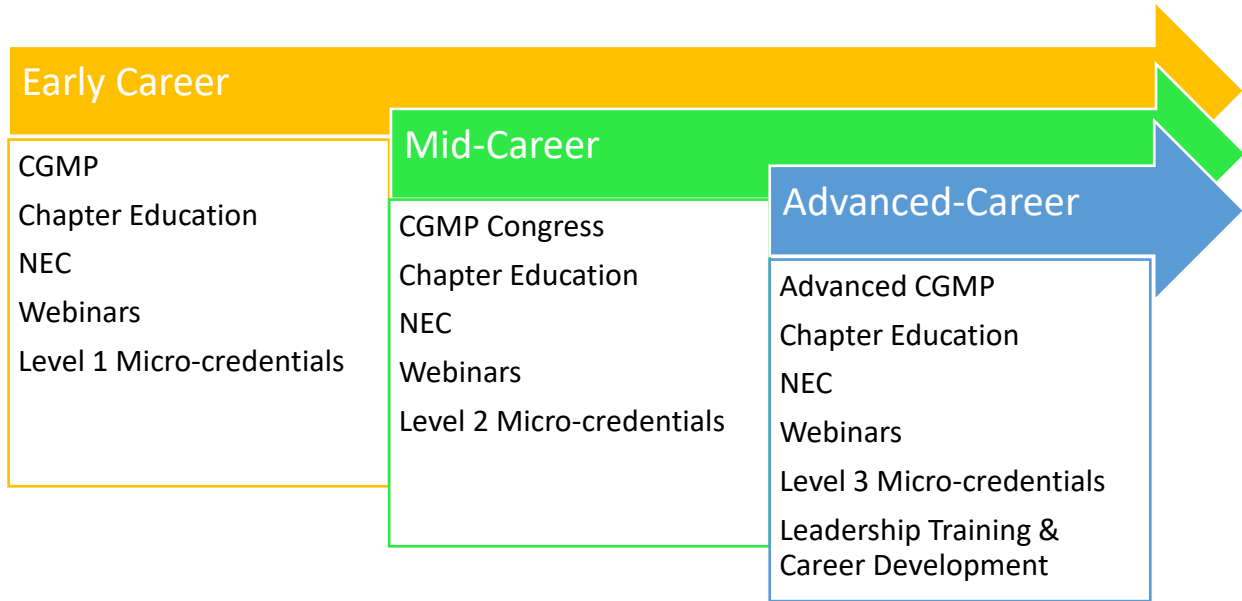 Early Career
CGMP
Chapter Education
NEC
Webinars
Level 1 Micro-credentials
Mid-Career
CGMP Congress
Chapter Education
NEC
Webinars
Level 2 Micro-credentials
Advanced-Career
Advanced CGMP
Chapter Education
NEC
Webinars
Level 3 Micro-credentials
Leadership Training &
Career Development